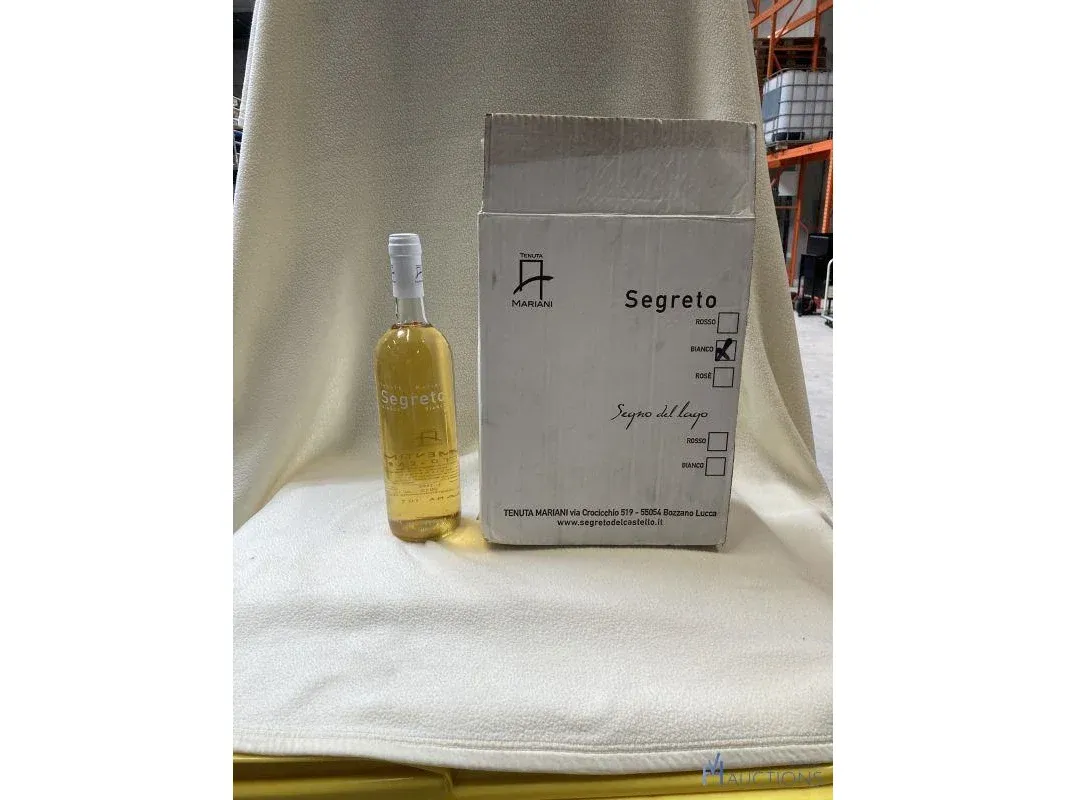 TENUTA
MARIANI
Segreto
ROSSO
BIANCO
ROSÈ
Segno del lago
ROSSO
BIANCO
TENUTA MARIANI via Crocicchio 519 - 55054 Bozzano Lucca
www.segretodelcastello.it
Segreto
AUCTIONS